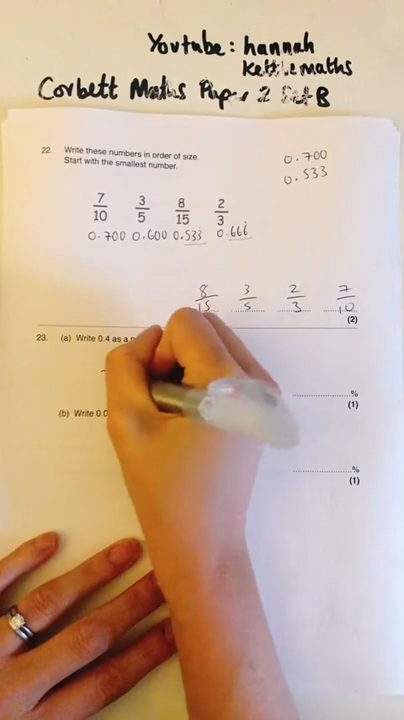 Youtube: hannah
kettlemaths
Corbett Maths Paper 2 Set B
22. Write these numbers in order of size.
Start with the smallest number.
0.700
0.533
7/10 3/5 8/15 2/3
0.700 0.600 0.533 0.666
8/15 3/5 2/3 7/10
(2)
23. (a) Write 0.4 as a
%
(1)
(b) Write 0.0
%
(1)